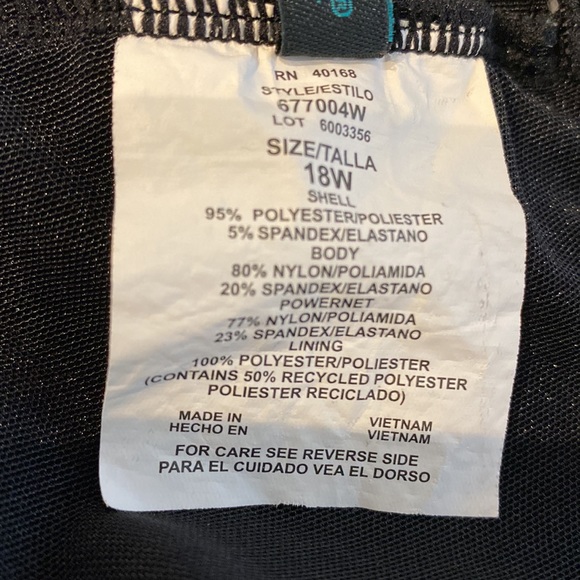 ®
RN 40168
STYLE/ESTILO
677004W
LOT 6003356
SIZE/TALLA
18W
SHELL
95% POLYESTER/POLIESTER
5% SPANDEX/ELASTANO
BODY
80% NYLON/POLIAMIDA
20% SPANDEX/ELASTANO
POWERNET
77% NYLON/POLIAMIDA
23% SPANDEX/ELASTANO
LINING
100% POLYESTER/POLIESTER
(CONTAINS 50% RECYCLED POLYESTER
POLIESTER RECICLADO)
MADE IN VIETNAM
HECHO EN VIETNAM
FOR CARE SEE REVERSE SIDE
PARA EL CUIDADO VEA EL DORSO